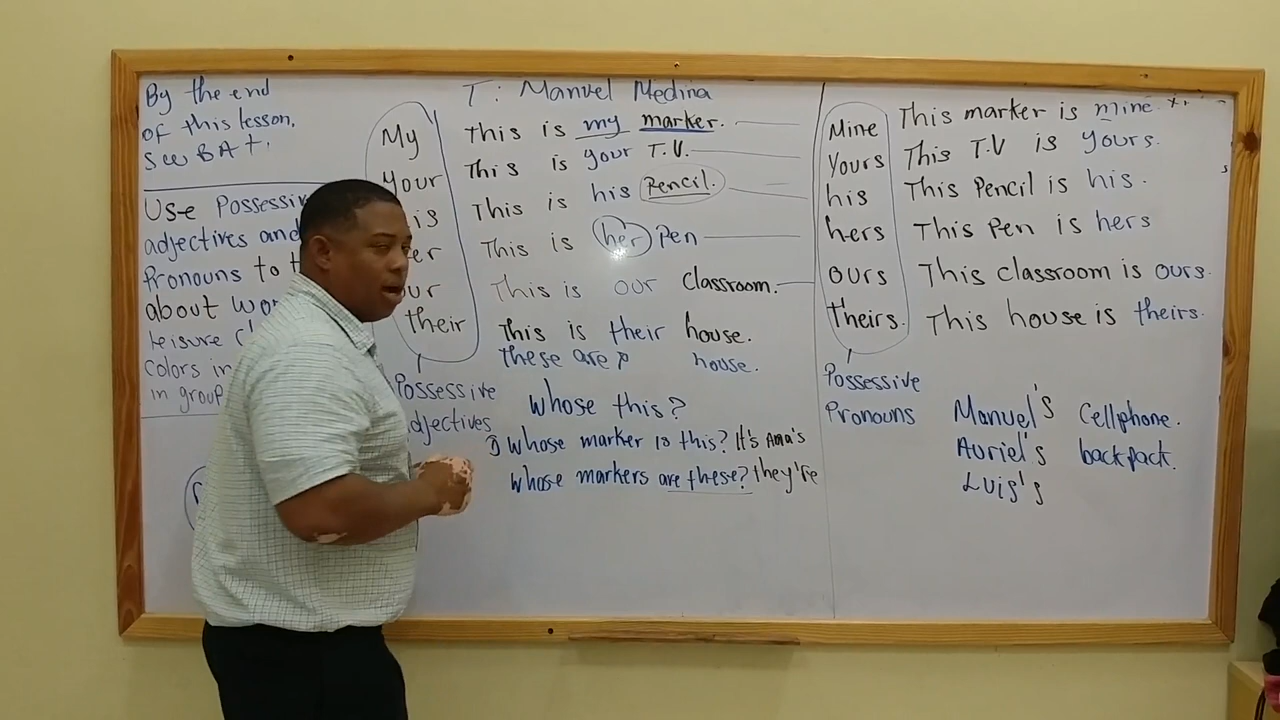 By the end
of this lesson,
SWBAT.
Use Possessiv
adjectives and
Pronouns to t
about wor
leisure c
colors in
in group
My
Your
is
er
ur
their
Possessive
djectives
T: Manuel Medina
This is my marker.
This is your T.V.
This is his Pencil.
This is her Pen
This is our classroom.
This is their house.
these are house.
Whose this?
1) Whose marker is this? It's Ana's
Whose markers are these? they're
Mine
Yours
his
hers
ours
Theirs.
Possessive
Pronouns
This marker is mine
This T.V is yours.
This Pencil is his.
This Pen is hers
This classroom is ours.
This house is theirs.
Manuel's Cellphone.
Auriel's backpack.
Luis's